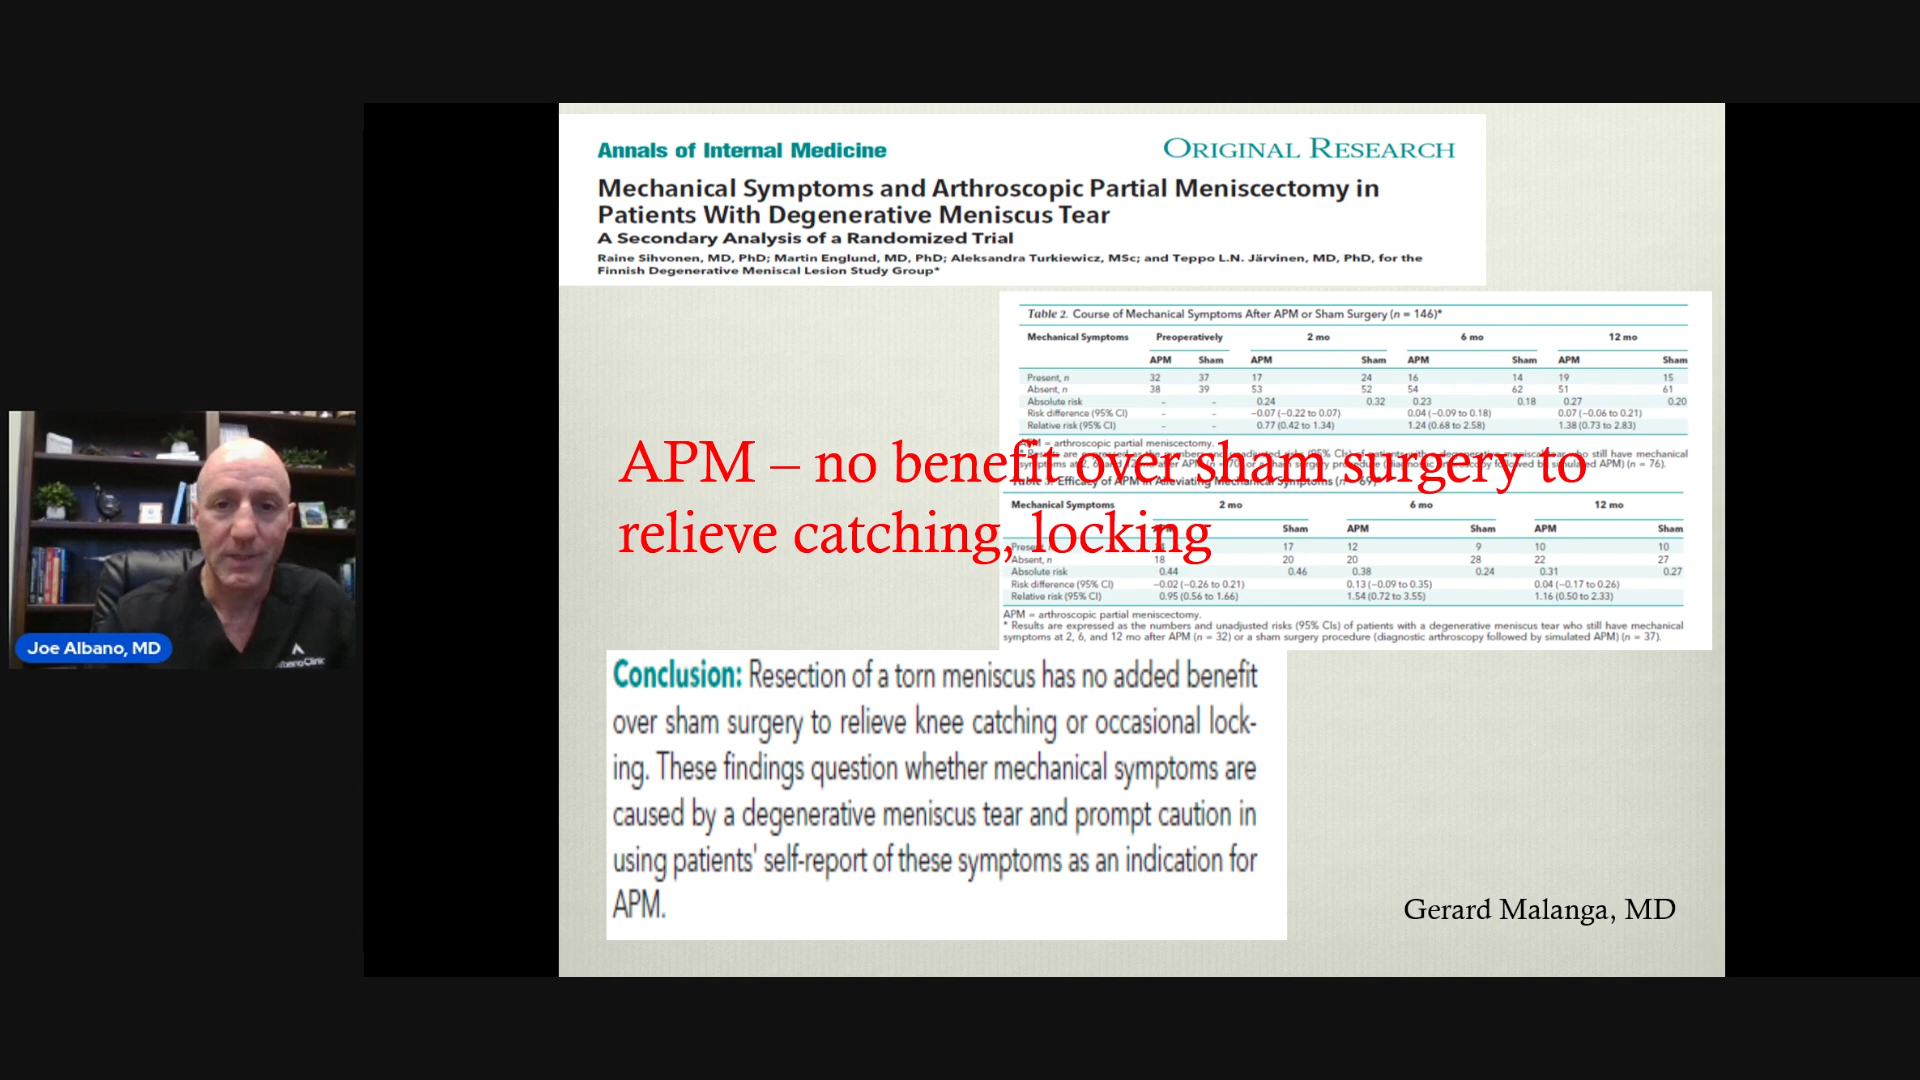 Annals of Internal Medicine
ORIGINAL RESEARCH
Mechanical Symptoms and Arthroscopic Partial Meniscectomy in
Patients With Degenerative Meniscus Tear
A Secondary Analysis of a Randomized Trial
Raine Sihvonen, MD, PhD; Martin Englund, MD, PhD; Aleksandra Turkiewicz, MSc; and Teppo L.N. Järvinen, MD, PhD, for the
Finnish Degenerative Meniscal Lesion Study Group*
Table 2. Course of Mechanical Symptoms After APM or Sham Surgery (n = 146)*
Mechanical Symptoms Preoperatively 2 mo 6 mo 12 mo
APM Sham APM Sham APM Sham APM Sham
Present, n 32 37 17 24 16 14 19 15
Absent, n 38 39 53 52 54 62 51 61
Absolute risk 0.24 0.32 0.23 0.18 0.27 0.20
Risk difference (95% CI) – – −0.07 (−0.22 to 0.07) 0.04 (−0.09 to 0.18) 0.07 (−0.06 to 0.21)
Relative risk (95% CI) – – 0.77 (0.42 to 1.34) 1.24 (0.68 to 2.58) 1.38 (0.73 to 2.83)
APM = arthroscopic partial meniscectomy.
APM – no benefit over sham surgery to
relieve catching, locking
Efficacy of APM in Alleviating Mechanical Symptoms
Mechanical Symptoms 2 mo 6 mo 12 mo
Sham APM Sham APM Sham
Present, 17 12 9 10 10
Absent, n 18 20 20 28 22 27
Absolute risk 0.44 0.46 0.38 0.24 0.31 0.27
Risk difference (95% CI) −0.02 (−0.26 to 0.21) 0.13 (−0.09 to 0.35) 0.04 (−0.17 to 0.26)
Relative risk (95% CI) 0.95 (0.56 to 1.66) 1.54 (0.72 to 3.55) 1.16 (0.50 to 2.33)
APM = arthroscopic partial meniscectomy.
* Results are expressed as the numbers and unadjusted risks (95% CIs) of patients with a degenerative meniscus tear who still have mechanical
symptoms at 2, 6, and 12 mo after APM (n = 32) or a sham surgery procedure (diagnostic arthroscopy followed by simulated APM) (n = 37).
Conclusion: Resection of a torn meniscus has no added benefit
over sham surgery to relieve knee catching or occasional lock-
ing. These findings question whether mechanical symptoms are
caused by a degenerative meniscus tear and prompt caution in
using patients' self-report of these symptoms as an indication for
APM.
Gerard Malanga, MD
Joe Albano, MD